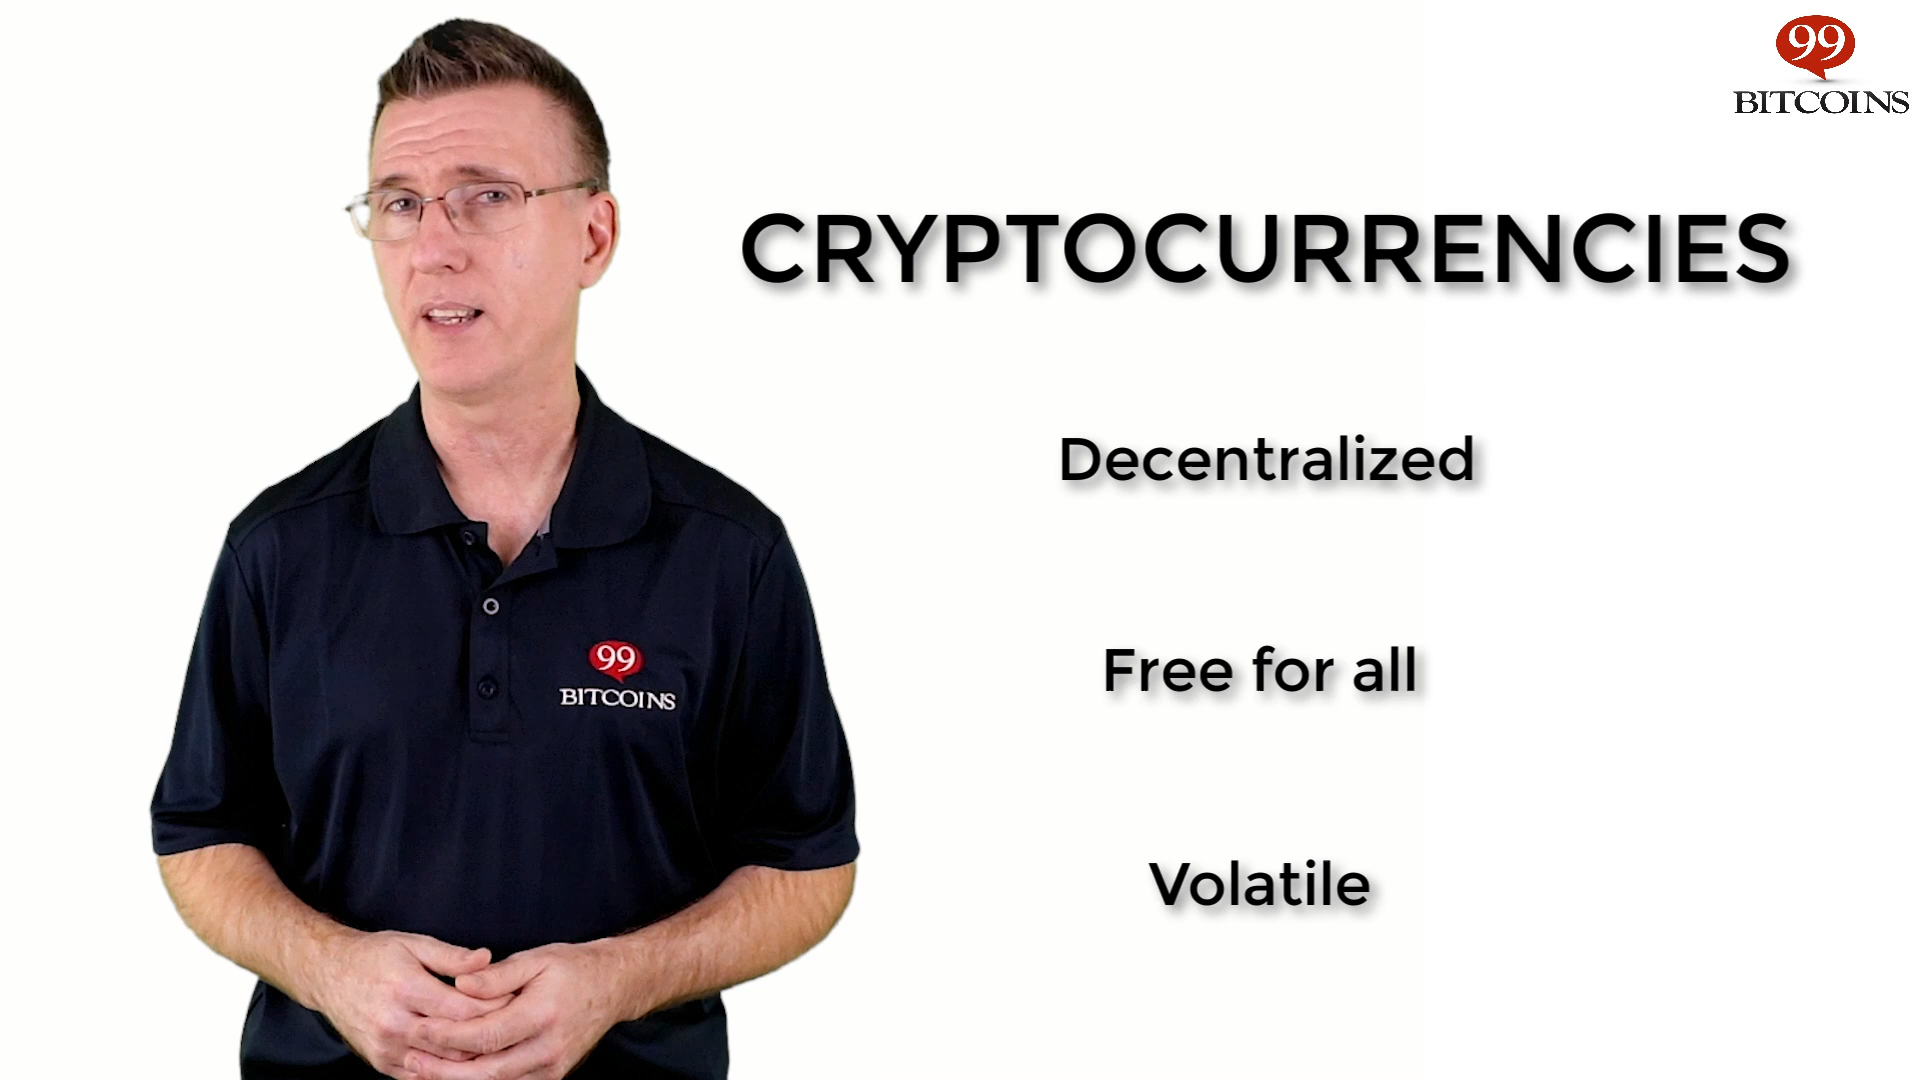 99
BITCOINS
CRYPTOCURRENCIES
Decentralized
Free for all
99
BITCOINS
Volatile